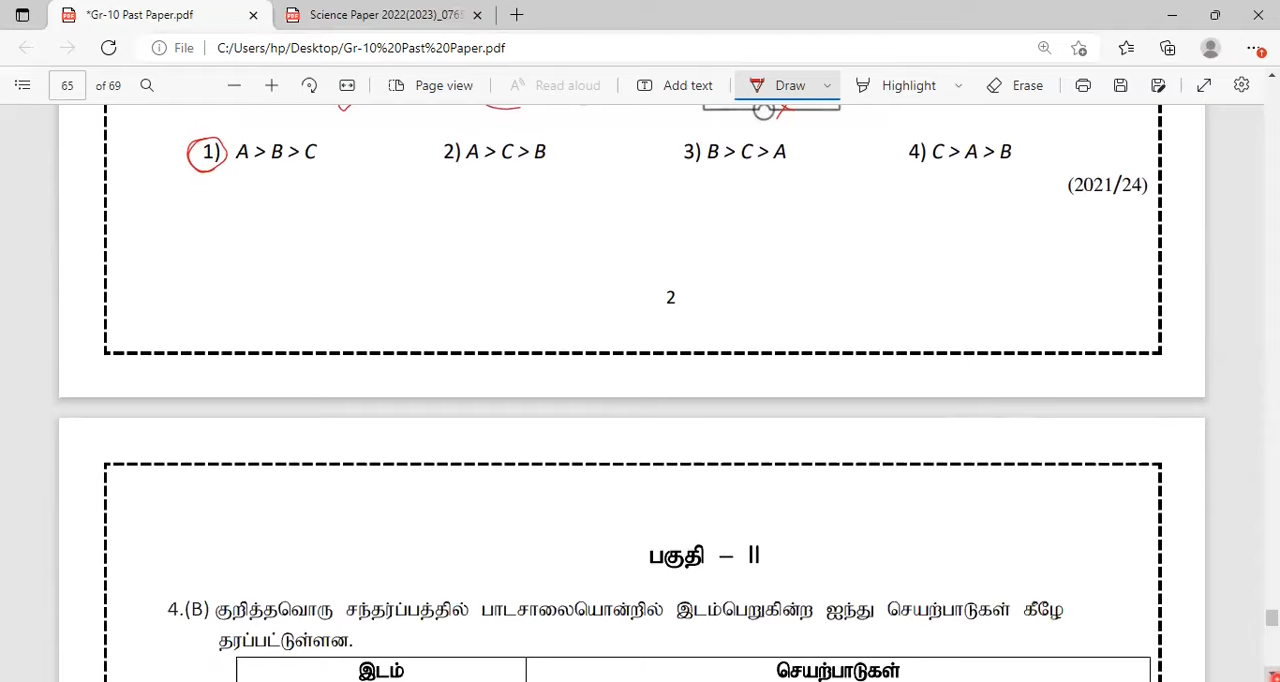 *Gr-10 Past Paper.pdf
Science Paper 2022(2023)_0765
File C:/Users/hp/Desktop/Gr-10%20Past%20Paper.pdf
65 of 69 Page view Read aloud Add text Draw Highlight Erase
1) A > B > C 2) A > C > B 3) B > C > A 4) C > A > B
(2021/24)
2
பகுதி – II
4.(B) குறித்தவொரு சந்தர்ப்பத்தில் பாடசாலையொன்றில் இடம்பெறுகின்ற ஐந்து செயற்பாடுகள் கீழே
தரப்பட்டுள்ளன.
இடம் செயற்பாடுகள்